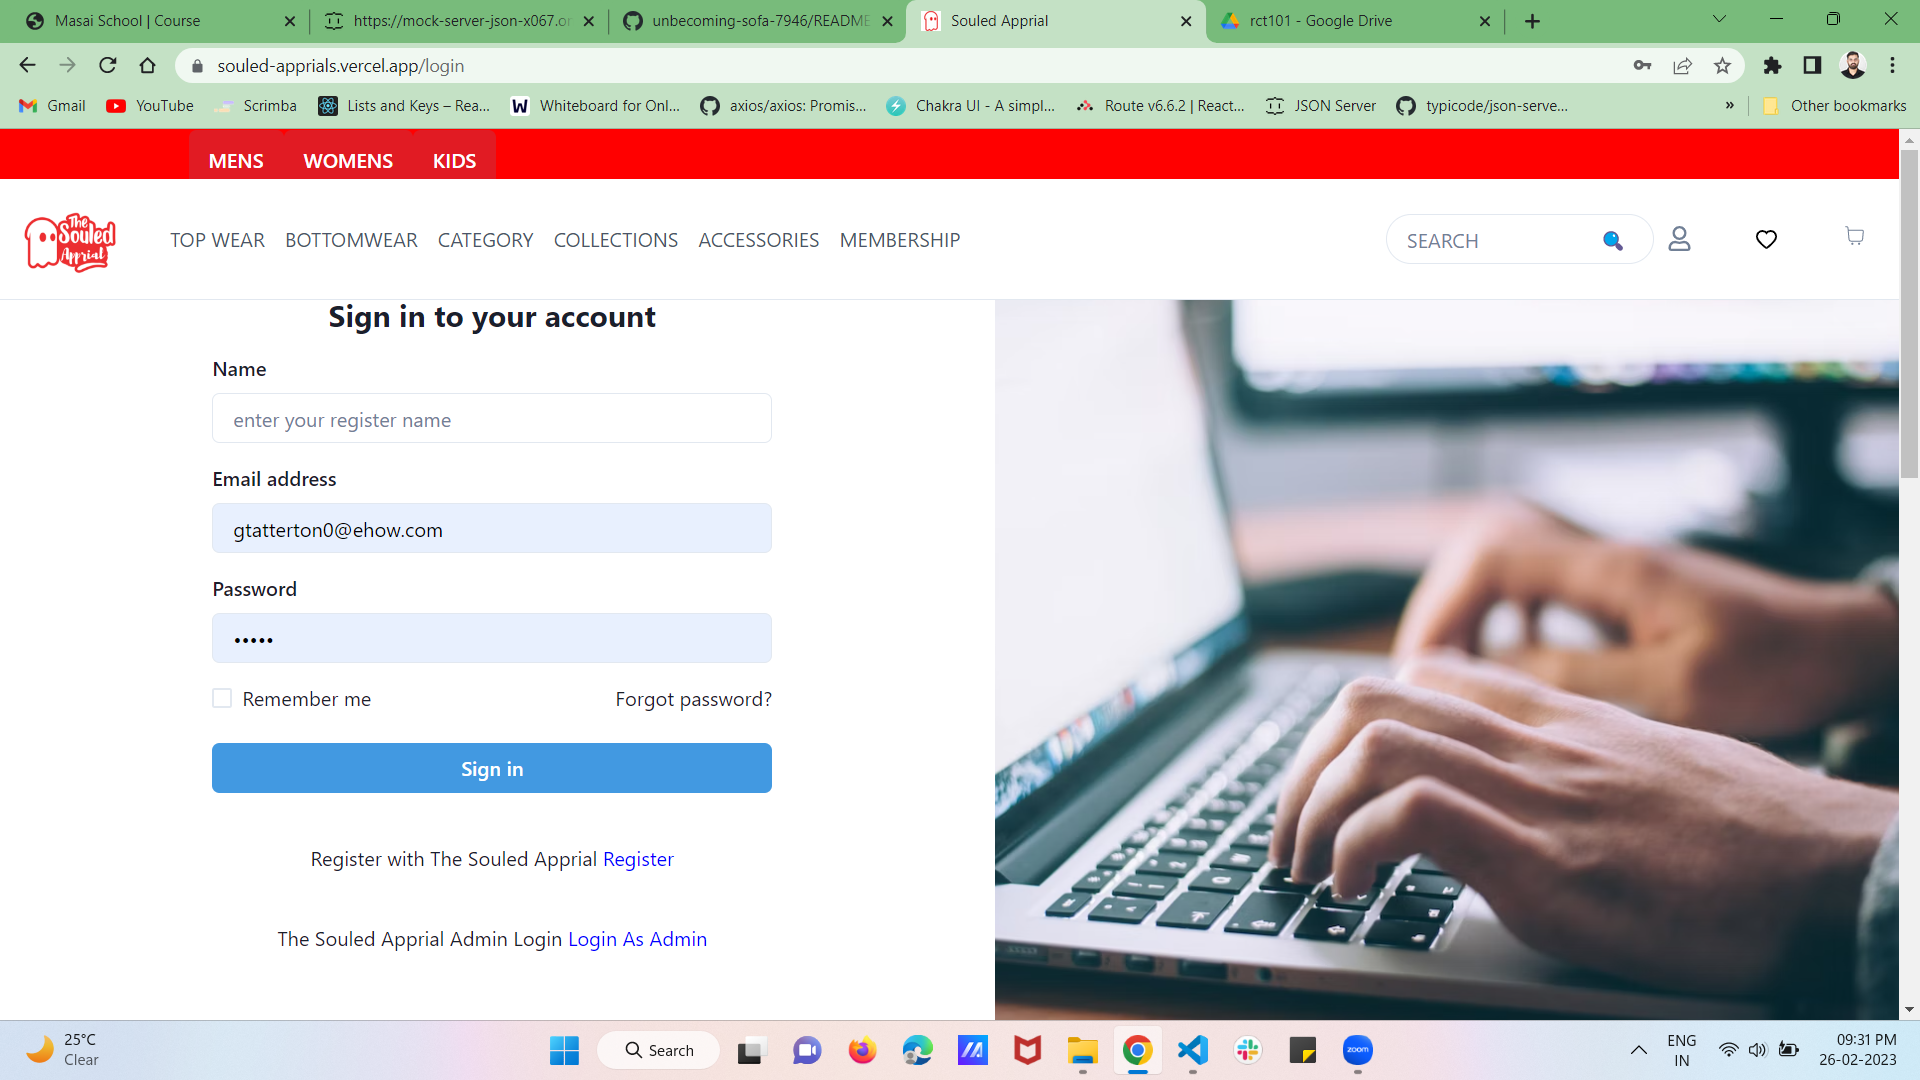 Masai School | Course
https://mock-server-json-x067.or
unbecoming-sofa-7946/README
Souled Apprial
rct101 - Google Drive
souled-apprials.vercel.app/login
Gmail
YouTube
Scrimba
Lists and Keys – Rea...
Whiteboard for Onl...
axios/axios: Promis...
Chakra UI - A simpl...
Route v6.6.2 | React...
JSON Server
typicode/json-serve...
»
Other bookmarks
MENS WOMENS KIDS
The Souled Apprial
TOP WEAR BOTTOMWEAR CATEGORY COLLECTIONS ACCESSORIES MEMBERSHIP
SEARCH
Sign in to your account
Name
enter your register name
Email address
gtatterton0@ehow.com
Password
•••••
Remember me
Forgot password?
Sign in
Register with The Souled Apprial Register
The Souled Apprial Admin Login Login As Admin
25°C
Clear
Search
zoom
ENG
IN
09:31 PM
26-02-2023